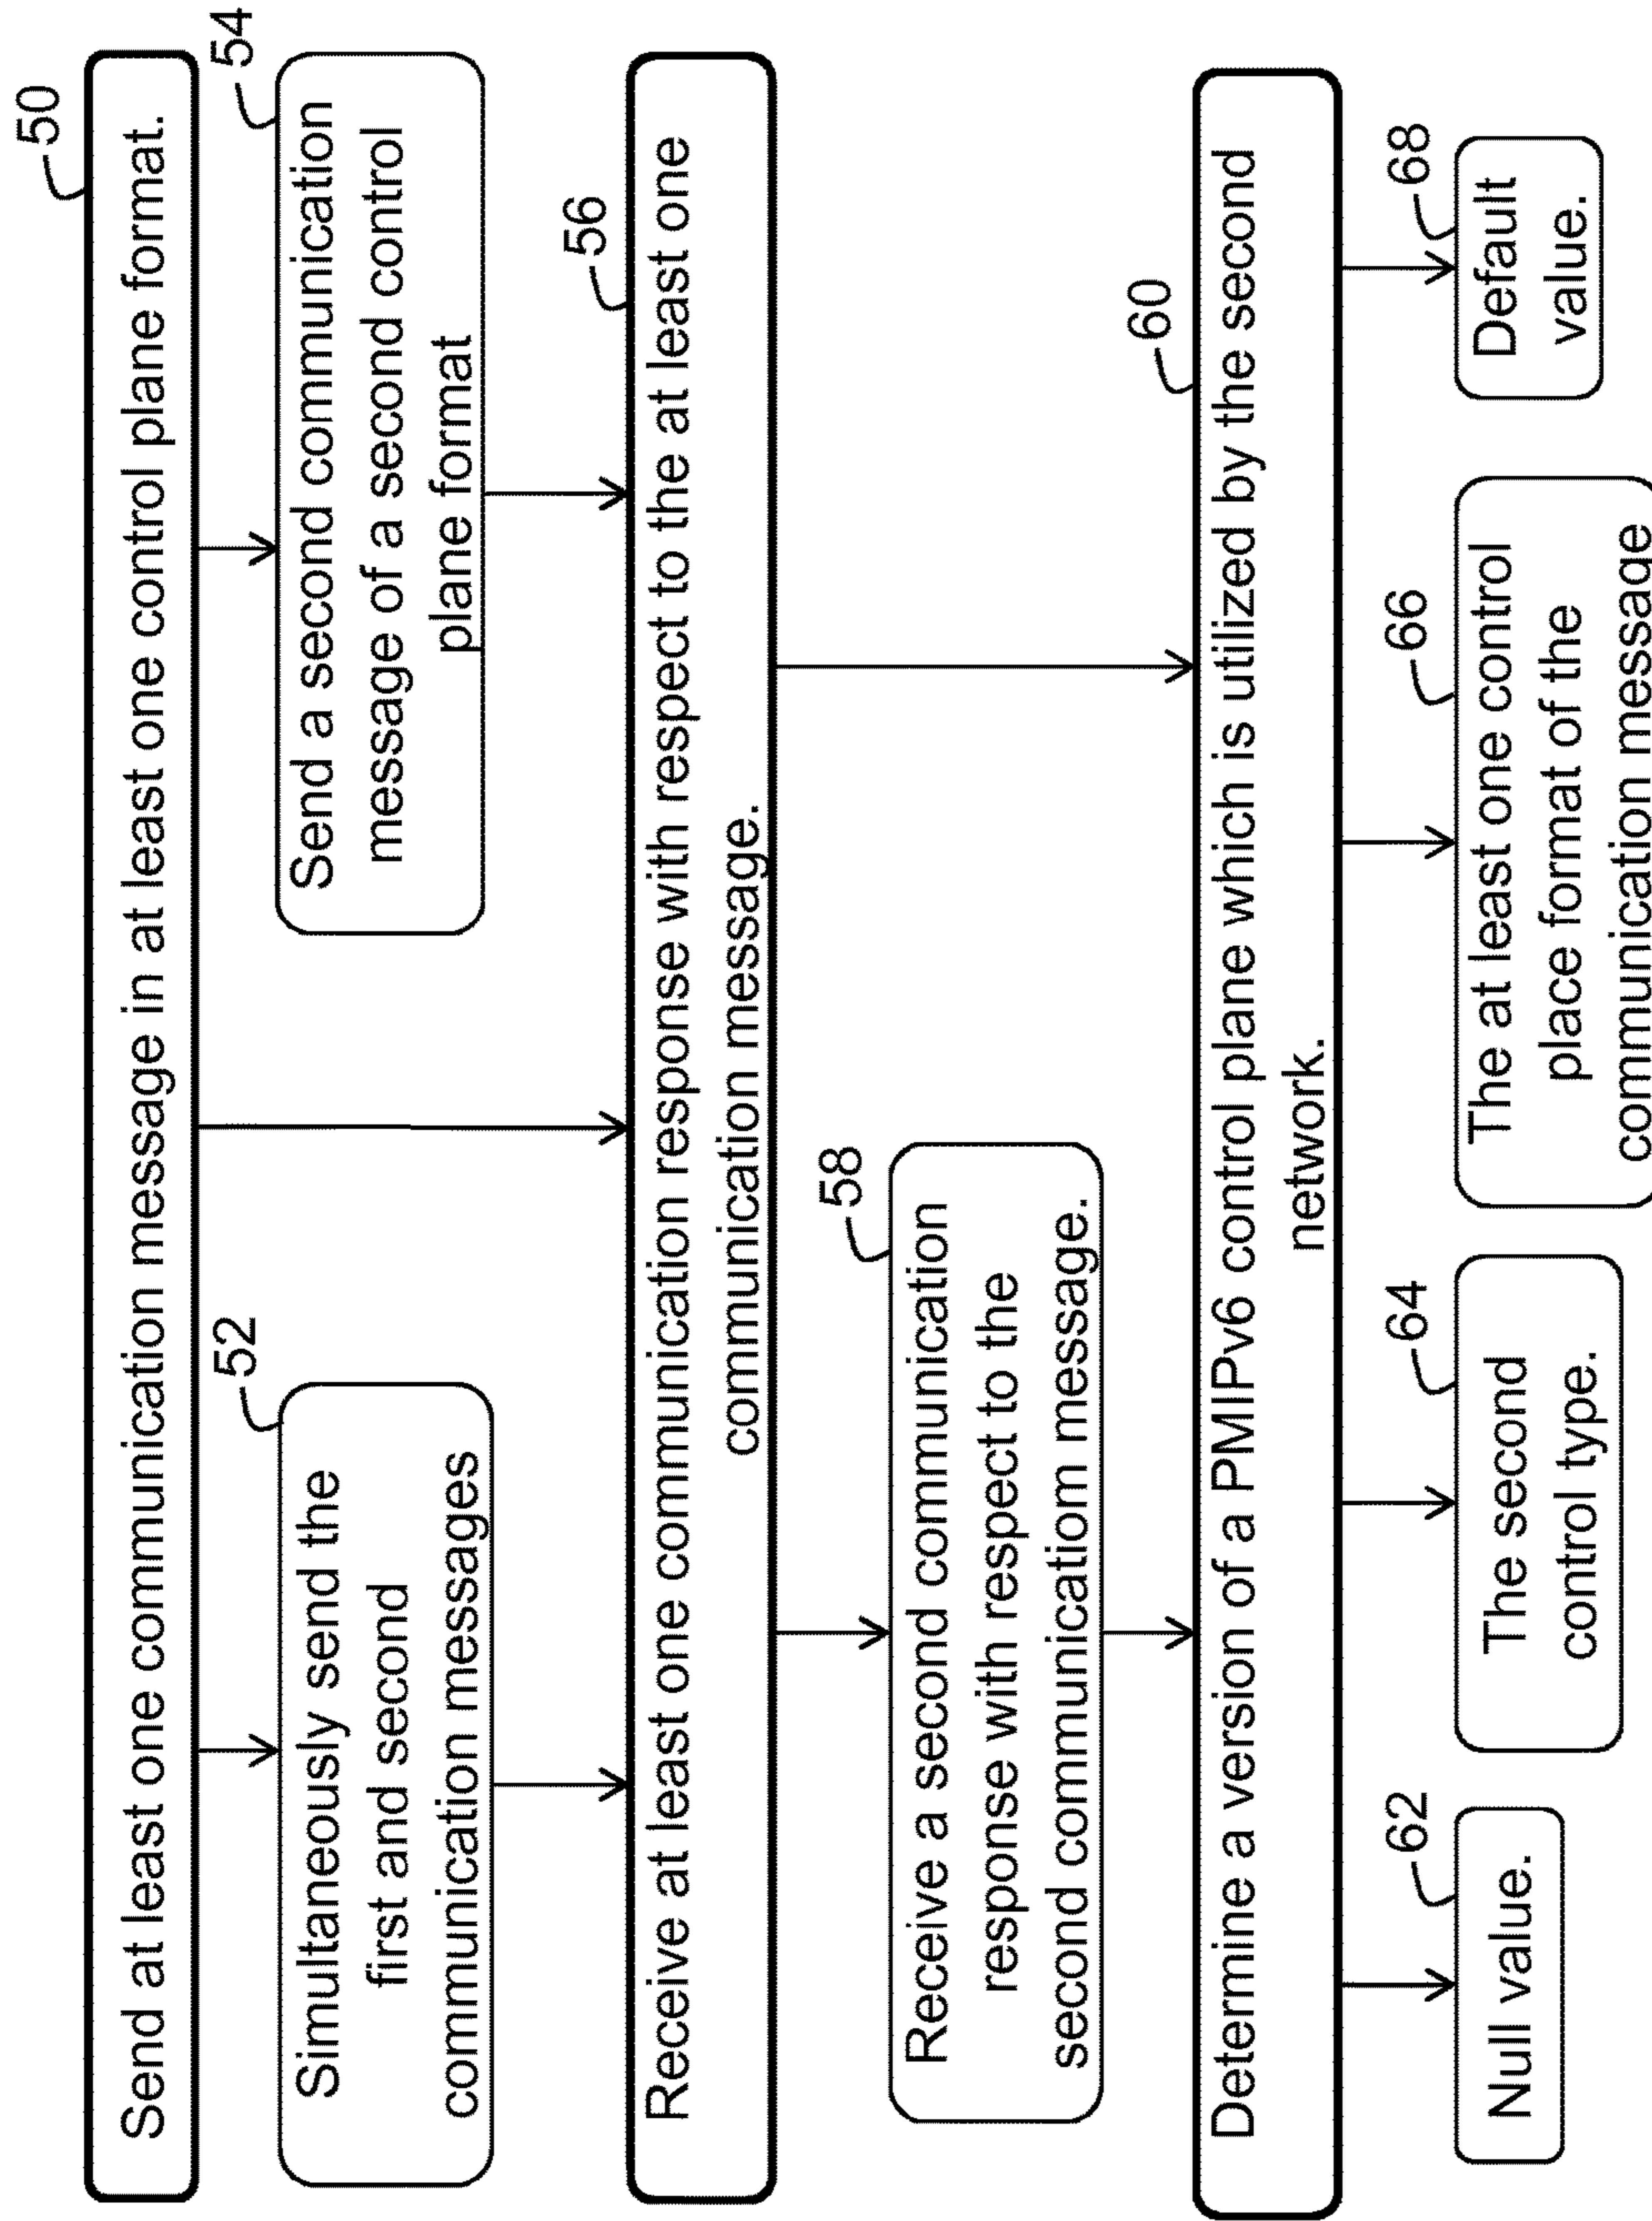 50
Send at least one communication message in at least one control plane format.
52
Simultaneously send the
first and second
communication messages
54
Send a second communication
message of a second control
plane format
56
Receive at least one communication response with respect to the at least one
communication message.
58
Receive a second communication
response with respect to the
second communicatiom message.
60
Determine a version of a PMIPv6 control plane which is utilized by the second
network.
62
Null value.
64
The second
control type.
66
The at least one control
place format of the
communication message
68
Default
value.